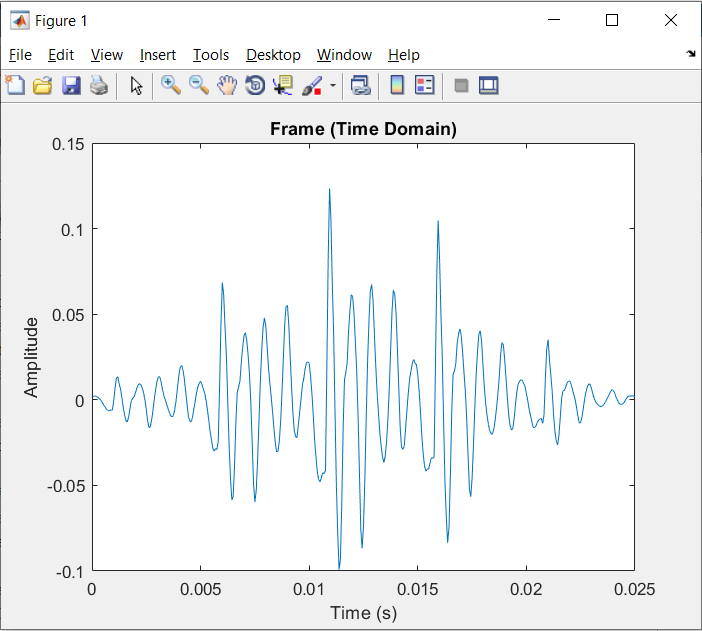 Figure 1
File Edit View Insert Tools Desktop Window Help
Frame (Time Domain)
0.15
0.1
0.05
0
-0.05
-0.1
Amplitude
0 0.005 0.01 0.015 0.02 0.025
Time (s)